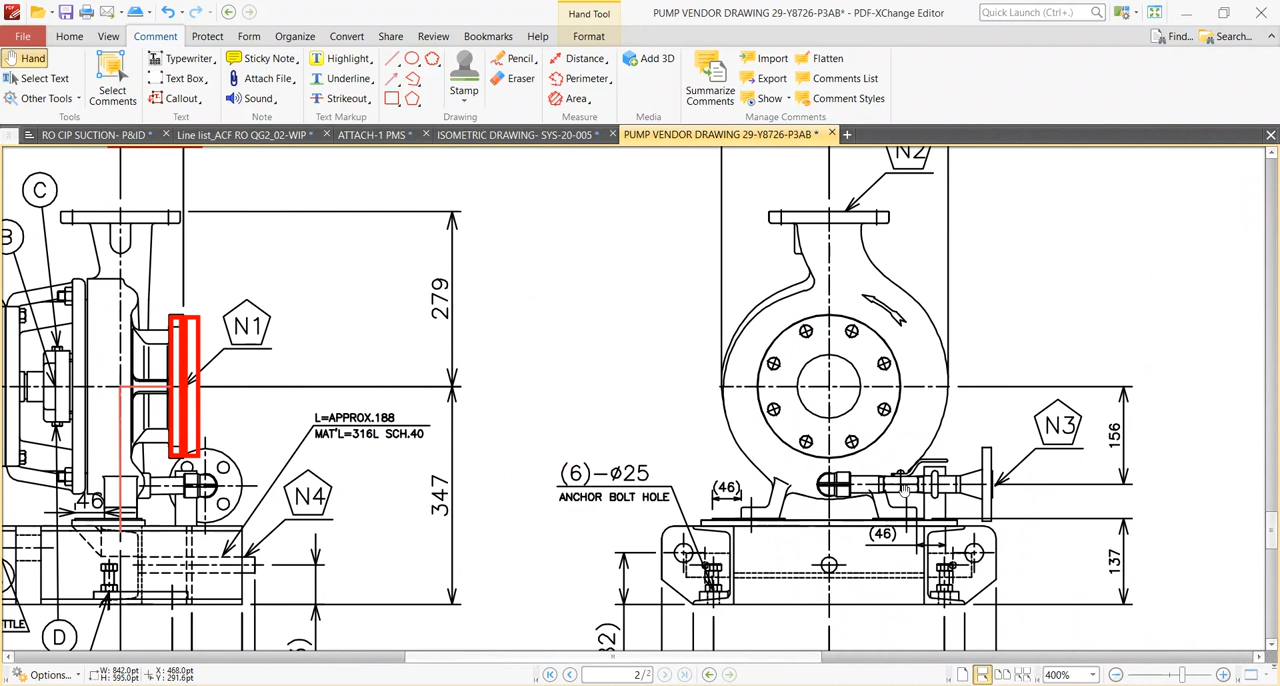 Hand Tool
PUMP VENDOR DRAWING 29-Y8726-P3AB* - PDF-XChange Editor
Quick Launch (Ctrl+.)
File
Home
View
Comment
Protect
Form
Organize
Convert
Share
Review
Bookmarks
Help
Format
Find...
Search...
Hand
Select Text
Other Tools
Tools
Select Comments
Typewriter
Text Box
Callout
Typewriter
Sticky Note
Attach File
Sound
Note
Highlight
Underline
Strikeout
Text Markup
Drawing
Stamp
Pencil
Eraser
Distance
Perimeter
Area
Measure
Add 3D
Media
Summarize Comments
Import
Export
Show
Flatten
Comments List
Comment Styles
Manage Comments
RO CIP SUCTION- P&ID *
Line list_ACF RO QG2_02-WIP *
ATTACH-1 PMS *
ISOMETRIC DRAWING- SYS-20-005 *
PUMP VENDOR DRAWING 29-Y8726-P3AB *
C
B
N1
279
L=APPROX.188
MAT'L=316L SCH.40
46
347
N4
D
N2
N3
156
(6)-ø25
ANCHOR BOLT HOLE
(46)
(46)
137
Options...
W: 842.0pt
H: 595.0pt
X: 468.0pt
Y: 291.6pt
2/2
400%